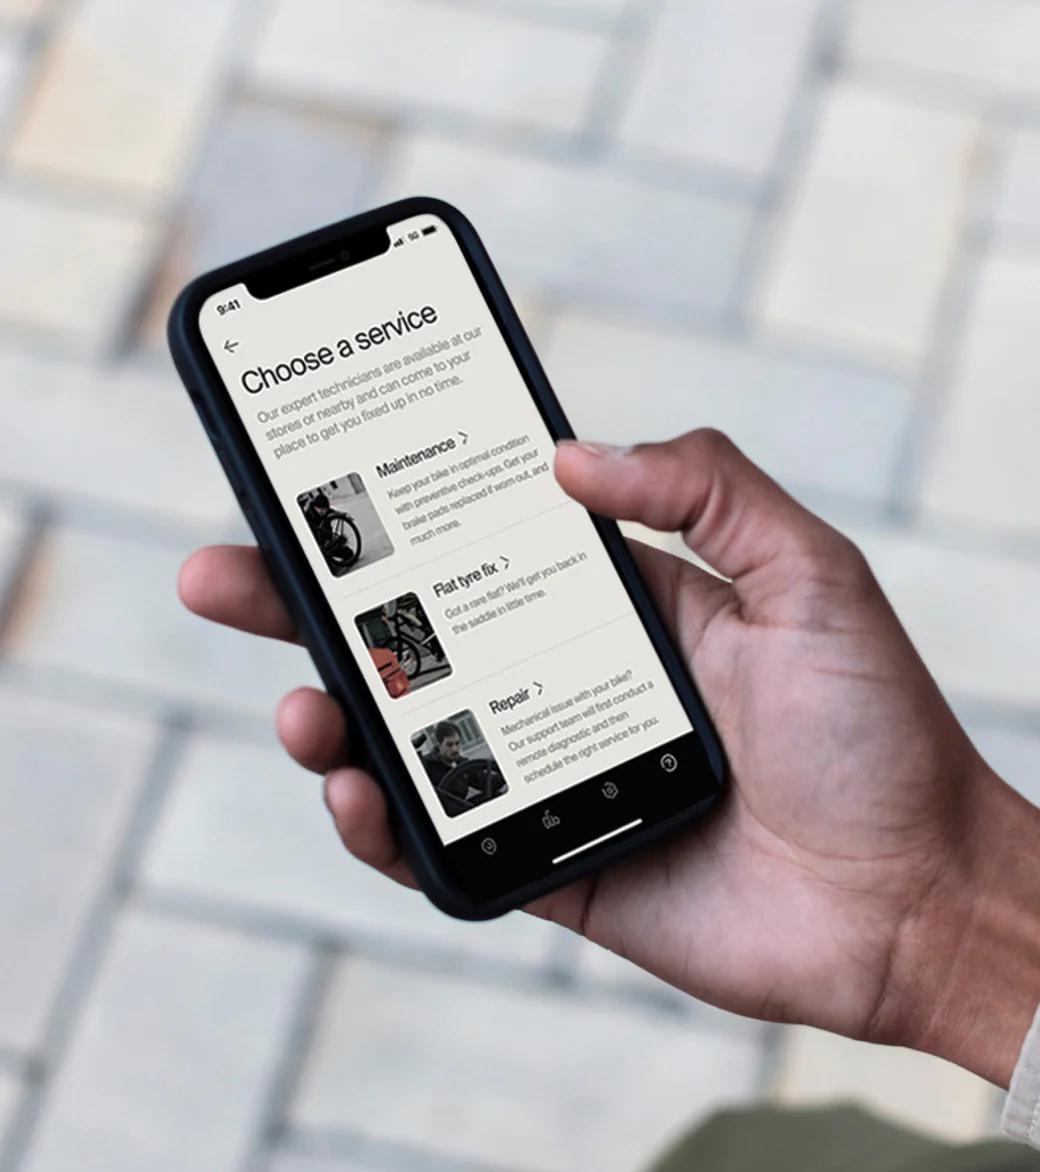 9:41
5G
Choose a service
Our expert technicians are available at our
stores or nearby and can come to your
place to get you fixed up in no time.
Maintenance
Keep your bike in optimal condition
with preventive check-ups. Get your
brake pads replaced if worn out, and
much more.
Flat tyre fix
Got a rare flat? We'll get you back in
the saddle in little time.
Repair
Mechanical issue with your bike?
Our support team will first conduct a
remote diagnostic and then
schedule the right service for you.